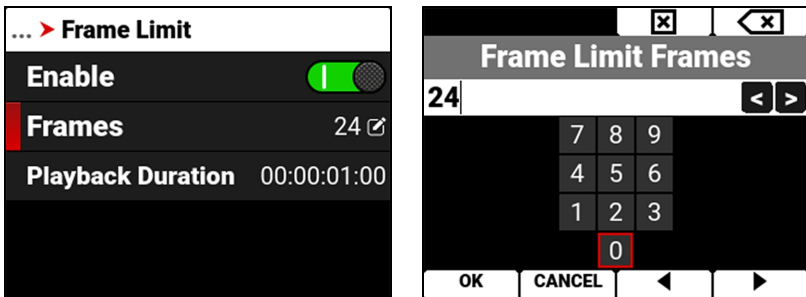 ... > Frame Limit
Enable
Frames 24
Playback Duration 00:00:01:00
Frame Limit Frames
24 < >
7 8 9
4 5 6
1 2 3
0
OK CANCEL